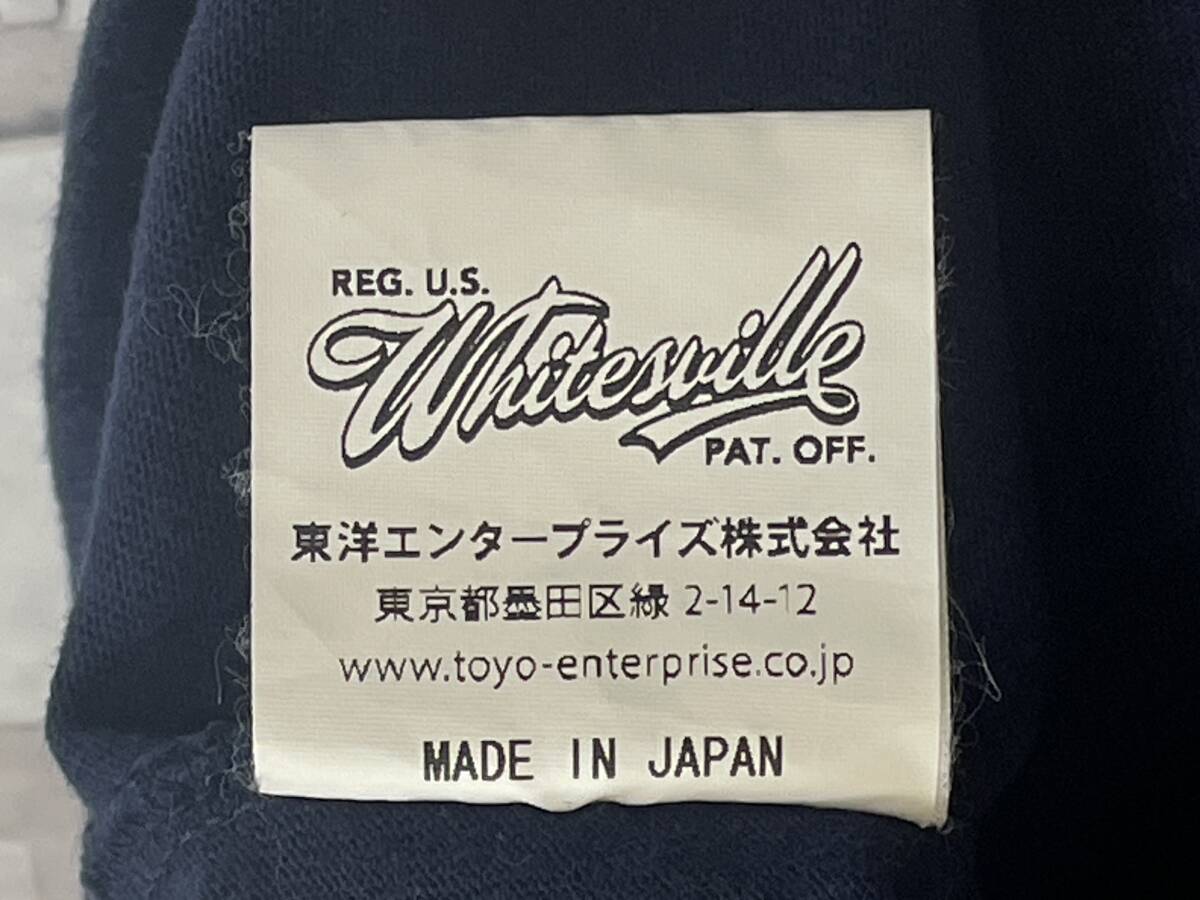 REG. U.S.
Whitesville
PAT. OFF.
東洋エンタープライズ株式会社
東京都墨田区緑 2-14-12
www.toyo-enterprise.co.jp
MADE IN JAPAN